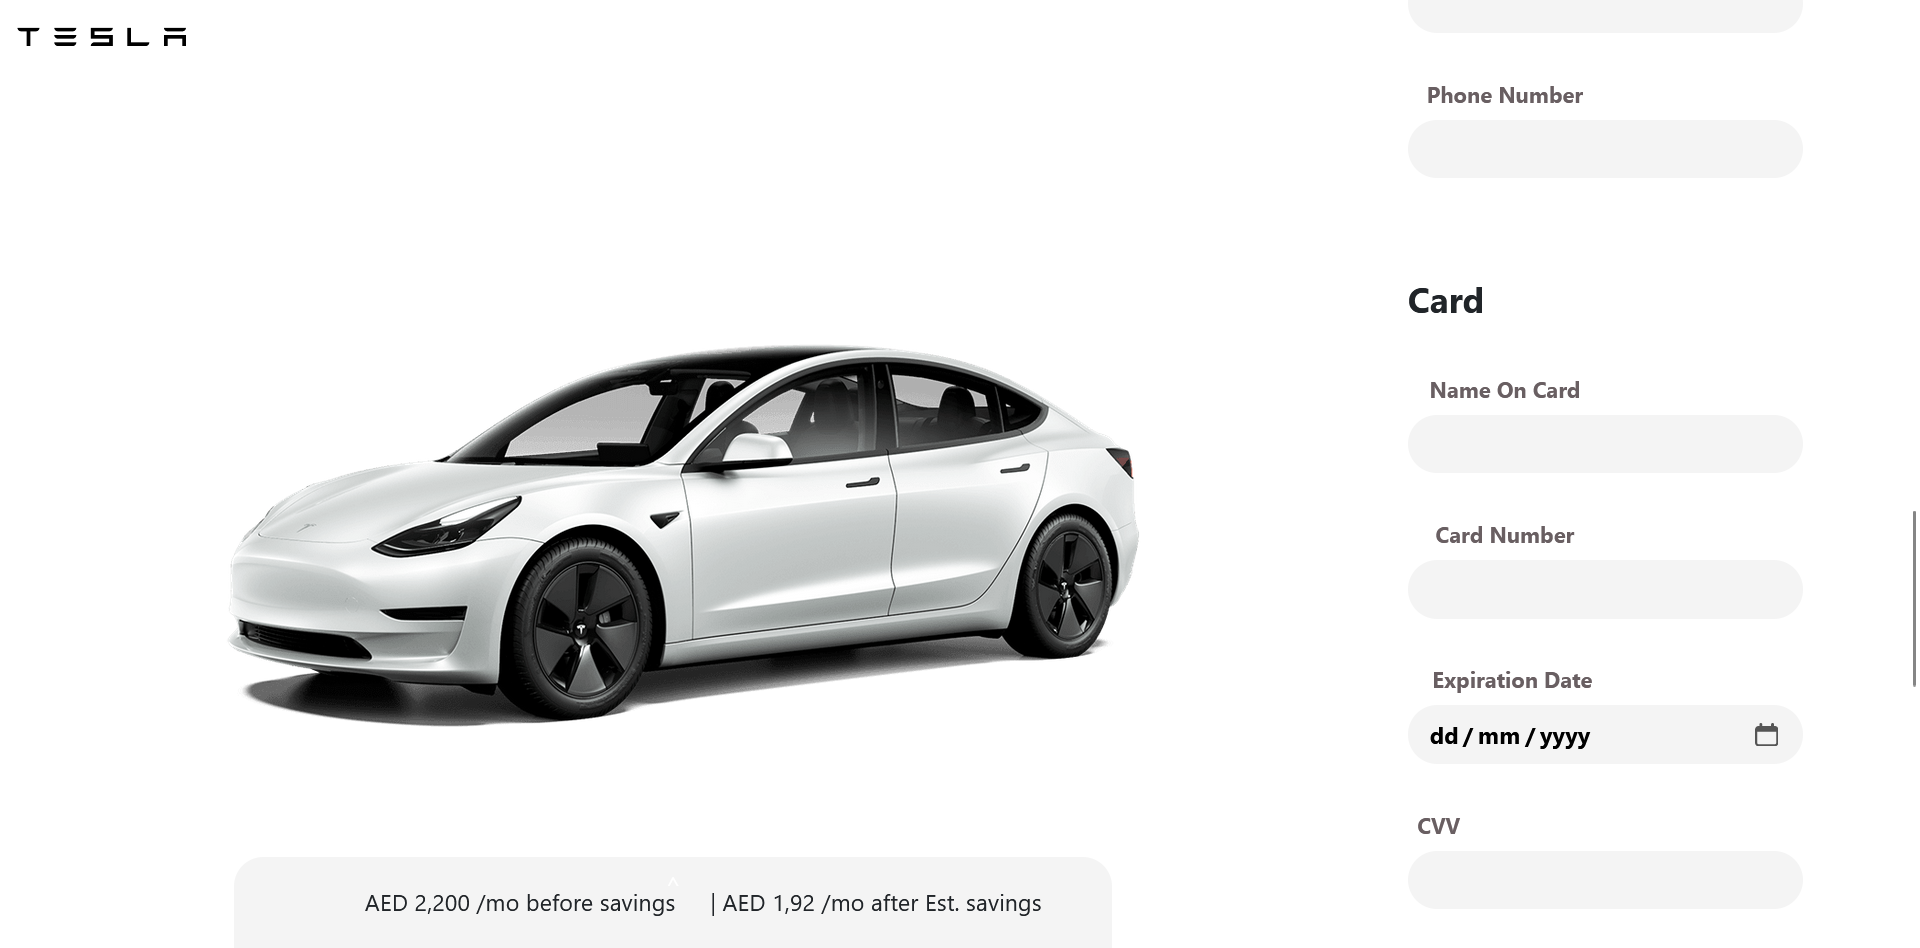 TESLA
Phone Number
Card
Name On Card
Card Number
Expiration Date
dd / mm / yyyy
CVV
AED 2,200 /mo before savings | AED 1,92 /mo after Est. savings